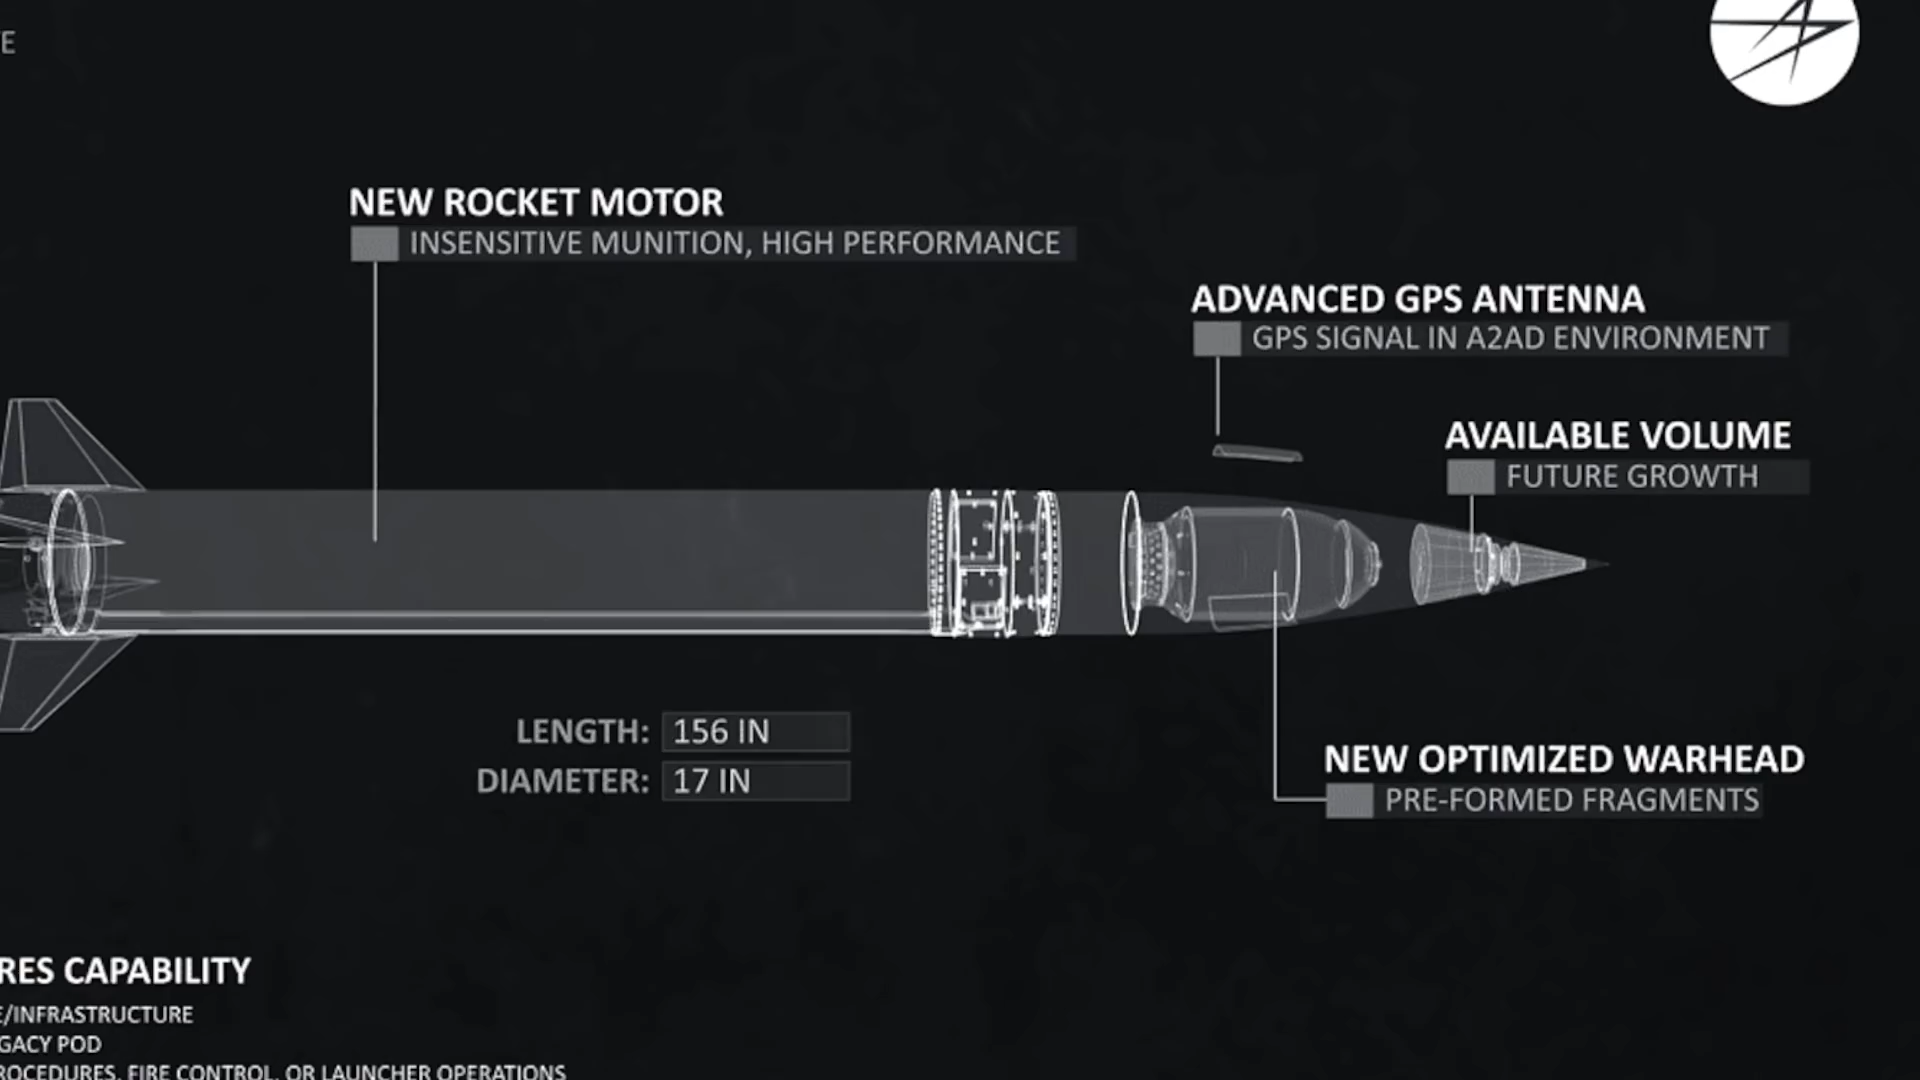 E
NEW ROCKET MOTOR
INSENSITIVE MUNITION, HIGH PERFORMANCE
ADVANCED GPS ANTENNA
GPS SIGNAL IN A2AD ENVIRONMENT
AVAILABLE VOLUME
FUTURE GROWTH
LENGTH: 156 IN
DIAMETER: 17 IN
NEW OPTIMIZED WARHEAD
PRE-FORMED FRAGMENTS
RES CAPABILITY
E/INFRASTRUCTURE
GACY POD
ROCEDURES, FIRE CONTROL, OR LAUNCHER OPERATIONS